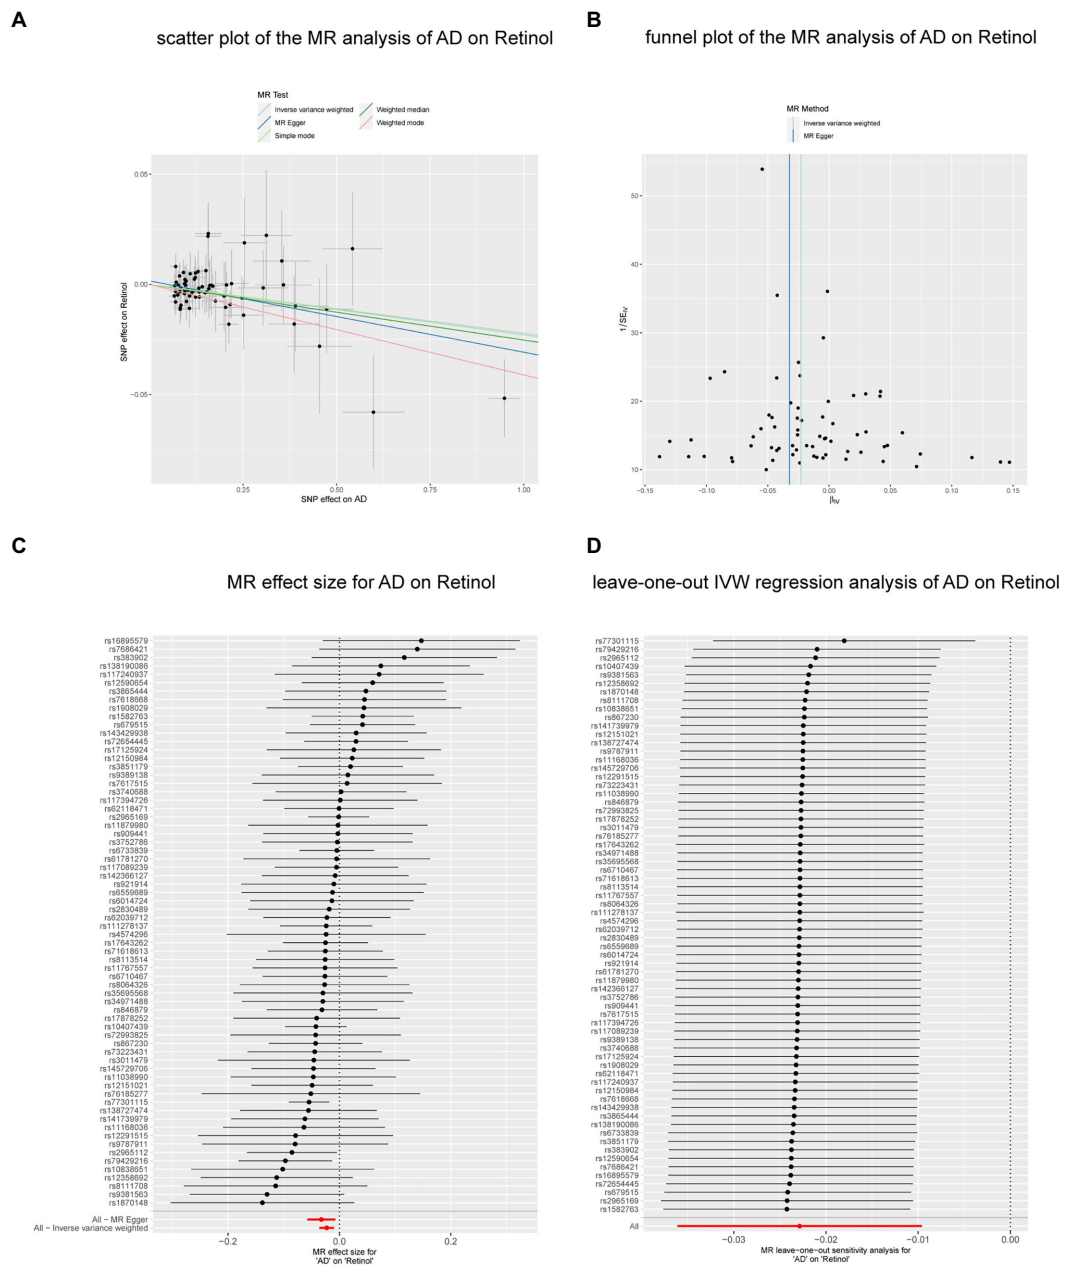 A
scatter plot of the MR analysis of AD on Retinol
MR Test
Inverse variance weighted
Weighted median
MR Egger
Weighted mode
Simple mode
0.05
0.00
−0.05
SNP effect on Retinol
0.25
0.50
0.75
1.00
SNP effect on AD
B
funnel plot of the MR analysis of AD on Retinol
MR Method
Inverse variance weighted
MR Egger
50
40
30
20
10
1/SEIV
−0.15
−0.10
−0.05
0.00
0.05
0.10
0.15
βIV
C
MR effect size for AD on Retinol
rs16895579
rs7686421
rs383902
rs138190086
rs117240937
rs12590654
rs3865444
rs7618668
rs1908029
rs1582763
rs679515
rs143429938
rs72654445
rs17125924
rs12150984
rs3851179
rs9389138
rs7617515
rs3740688
rs117394726
rs62118471
rs2965169
rs11879980
rs909441
rs3752786
rs6733839
rs61781270
rs117089239
rs142366127
rs921914
rs6559689
rs6014724
rs2830489
rs62039712
rs111278137
rs4574296
rs17643262
rs71618613
rs8113514
rs11767557
rs6710467
rs8064326
rs35695568
rs34971488
rs846879
rs17878252
rs10407439
rs72993825
rs867230
rs73223431
rs3011479
rs145729706
rs11038990
rs12151021
rs76185277
rs77301115
rs138727474
rs141739979
rs11168036
rs12291515
rs9787911
rs2965112
rs79429216
rs10838651
rs12358692
rs8111708
rs9381563
rs1870148
All − MR Egger
All − Inverse variance weighted
−0.2
0.0
0.2
MR effect size for
'AD' on 'Retinol'
D
leave-one-out IVW regression analysis of AD on Retinol
rs77301115
rs79429216
rs2965112
rs10407439
rs9381563
rs12358692
rs1870148
rs8111708
rs10838651
rs867230
rs141739979
rs12151021
rs138727474
rs9787911
rs11168036
rs145729706
rs12291515
rs73223431
rs11038990
rs846879
rs72993825
rs17878252
rs3011479
rs76185277
rs17643262
rs34971488
rs35695568
rs6710467
rs71618613
rs8113514
rs11767557
rs8064326
rs111278137
rs4574296
rs62039712
rs2830489
rs6559689
rs6014724
rs921914
rs61781270
rs11879980
rs142366127
rs3752786
rs909441
rs7617515
rs117394726
rs117089239
rs9389138
rs3740688
rs17125924
rs1908029
rs62118471
rs117240937
rs12150984
rs7618668
rs143429938
rs3865444
rs138190086
rs6733839
rs3851179
rs383902
rs12590654
rs7686421
rs16895579
rs72654445
rs679515
rs2965169
rs1582763
All
−0.03
−0.02
−0.01
0.00
MR leave−one−out sensitivity analysis for
'AD' on 'Retinol'